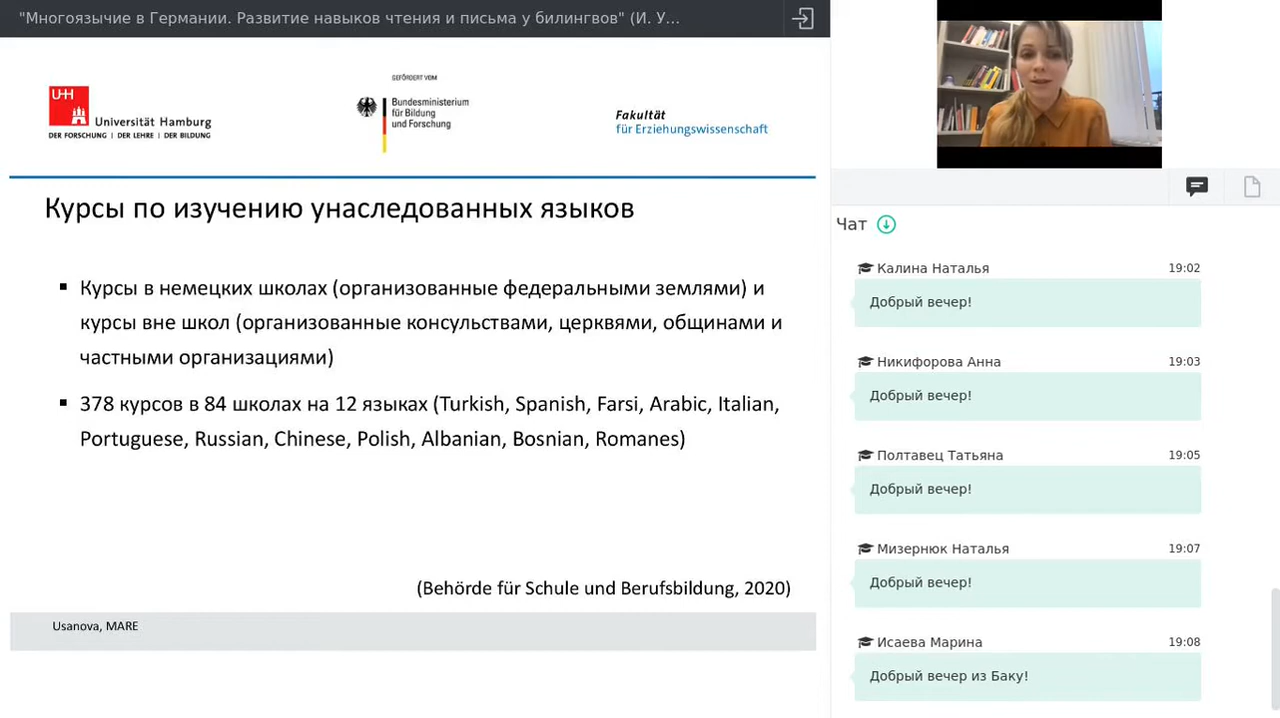 "Многоязычие в Германии. Развитие навыков чтения и письма у билингвов" (И. У...
UHH
Universität Hamburg
DER FORSCHUNG | DER LEHRE | DER BILDUNG
GEFÖRDERT VOM
Bundesministerium
für Bildung
und Forschung
Fakultät
für Erziehungswissenschaft
Курсы по изучению унаследованных языков
▪ Курсы в немецких школах (организованные федеральными землями) и
курсы вне школ (организованные консульствами, церквями, общинами и
частными организациями)
▪ 378 курсов в 84 школах на 12 языках (Turkish, Spanish, Farsi, Arabic, Italian,
Portuguese, Russian, Chinese, Polish, Albanian, Bosnian, Romanes)
(Behörde für Schule und Berufsbildung, 2020)
Usanova, MARE
Чат
Калина Наталья 19:02
Добрый вечер!
Никифорова Анна 19:03
Добрый вечер!
Полтавец Татьяна 19:05
Добрый вечер!
Мизернюк Наталья 19:07
Добрый вечер!
Исаева Марина 19:08
Добрый вечер из Баку!